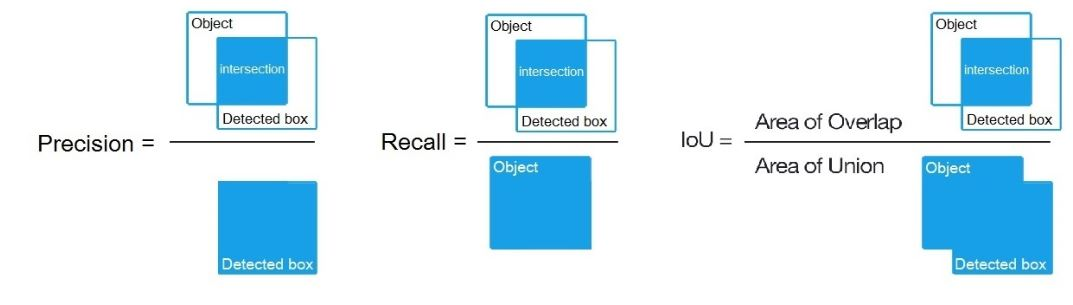 Object
intersection
Detected box
Precision =
Detected box
Object
intersection
Detected box
Recall =
Object
Object
intersection
Detected box
IoU =
Area of Overlap
Area of Union
Object
Detected box